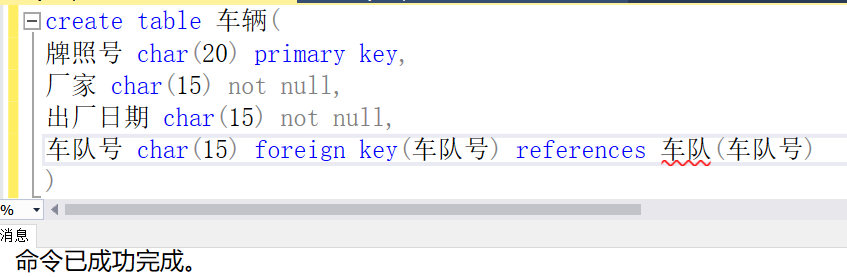 create table 车辆(
牌照号 char(20) primary key,
厂家 char(15) not null,
出厂日期 char(15) not null,
车队号 char(15) foreign key(车队号) references 车队(车队号)
)
%
消息
命令已成功完成。